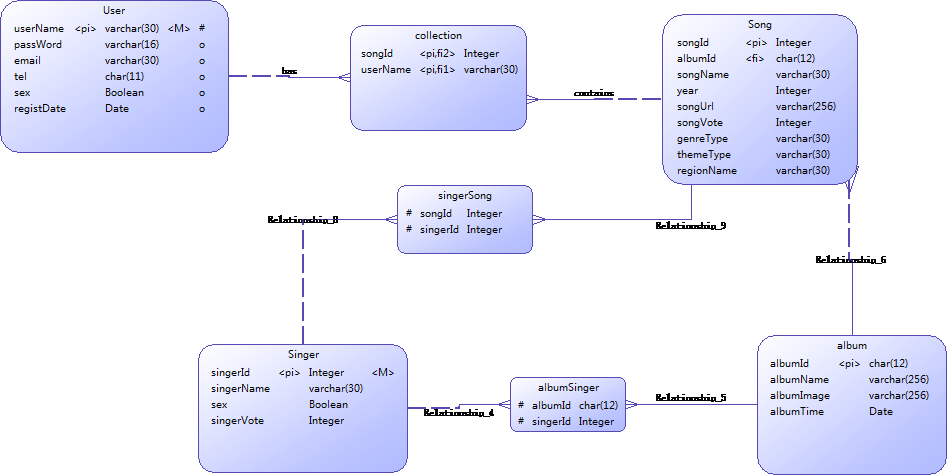 User
userName <pi> varchar(30) <M> #
passWord varchar(16) o
email varchar(30) o
tel char(11) o
sex Boolean o
registDate Date o
has
collection
songId <pi,fi2> Integer
userName <pi,fi1> varchar(30)
contains
Song
songId <pi> Integer
albumId <fi> char(12)
songName varchar(30)
year Integer
songUrl varchar(256)
songVote Integer
genreType varchar(30)
themeType varchar(30)
regionName varchar(30)
singerSong
# songId Integer
# singerId Integer
Relationship_8
Relationship_9
Relationship_6
Singer
singerId <pi> Integer <M>
singerName varchar(30)
sex Boolean
singerVote Integer
Relationship_4
albumSinger
# albumId char(12)
# singerId Integer
Relationship_5
album
albumId <pi> char(12)
albumName varchar(256)
albumImage varchar(256)
albumTime Date